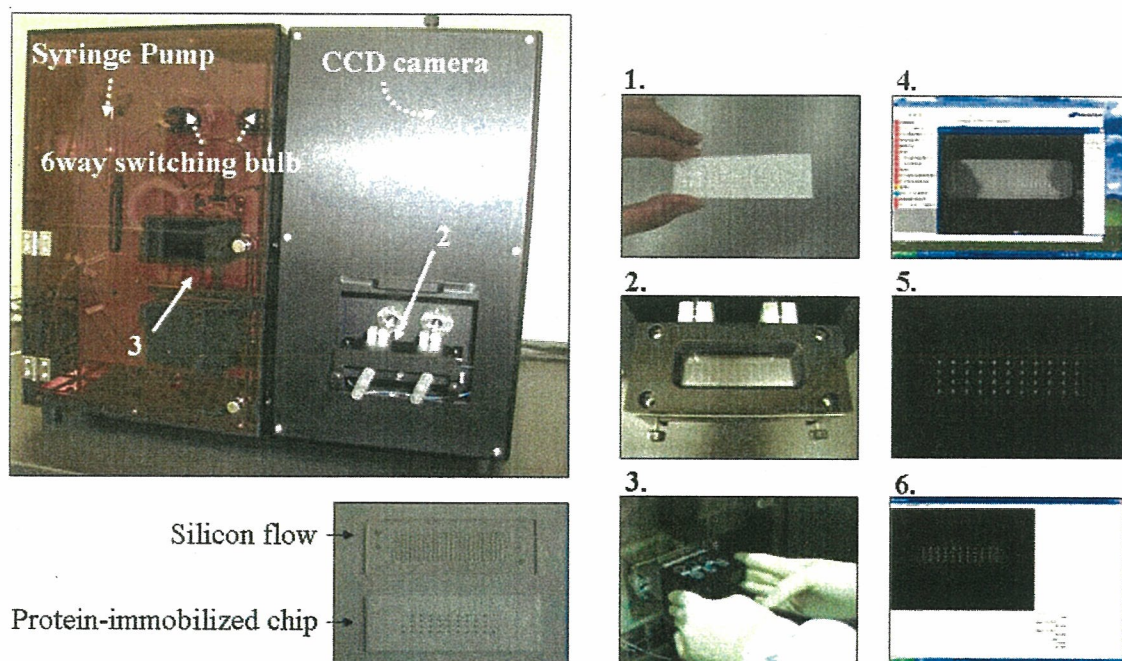 Syringe Pump
CCD camera
6way switching bulb
2
3
Silicon flow
Protein-immobilized chip
1.
4.
2.
5.
3.
6.